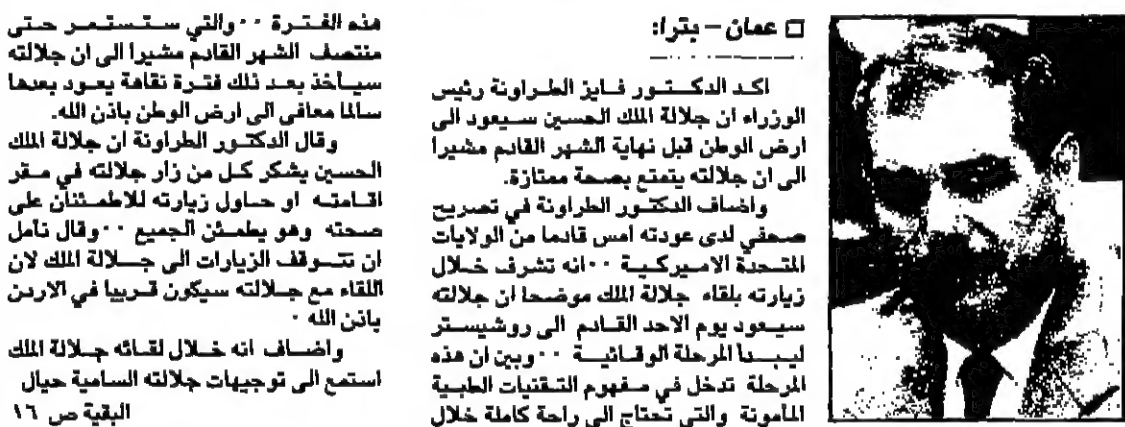 □ عمان – بترا:
اكد الدكتور فايز الطراونة رئيس
الوزراء ان جلالة الملك الحسين سيعود الى
ارض الوطن قبل نهاية الشهر القادم مشيرا
الى ان جلالته يتمتع بصحة ممتازة.
واضاف الدكتور الطراونة في تصريح
صحفي لدى عودته امس قادما من الولايات
المتحدة الاميركية ٠٠ انه تشرف خلال
زيارته بلقاء جلالة الملك موضحا ان جلالته
سيعود يوم الاحد القادم الى روشيستر
ليبدا المرحلة الوقائية ٠٠ وبين ان هذه
المرحلة تدخل في مفهوم التقنيات الطبية
المأمونة والتي تحتاج الى راحة كاملة خلال
هذه الفترة ٠٠ والتي ستستمر حتى
منتصف الشهر القادم مشيرا الى ان جلالته
سيأخذ بعد ذلك فترة نقاهة يعود بعدها
سالما معافى الى ارض الوطن باذن الله.
وقال الدكتور الطراونة ان جلالة الملك
الحسين يشكر كل من زار جلالته في مقر
اقامته او حاول زيارته للاطمئنان على
صحته وهو يطمئن الجميع ٠٠ وقال نأمل
ان تتوقف الزيارات الى جلالة الملك لان
اللقاء مع جلالته سيكون قريبا في الاردن
باذن الله ٠
واضاف انه خلال لقائه جلالة الملك
استمع الى توجيهات جلالته السامية حيال
البقية ص ١٦